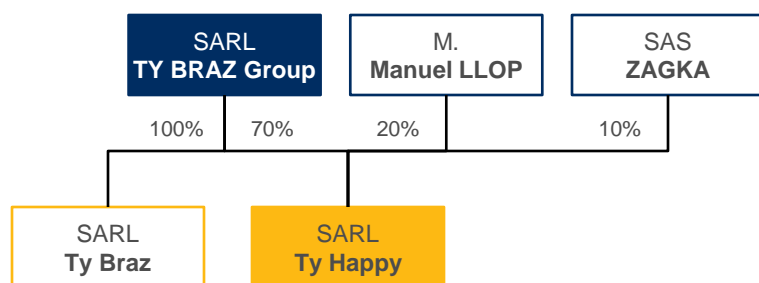 SARL
TY BRAZ Group
M.
Manuel LLOP
SAS
ZAGKA
100%
70%
20%
10%
SARL
Ty Braz
SARL
Ty Happy